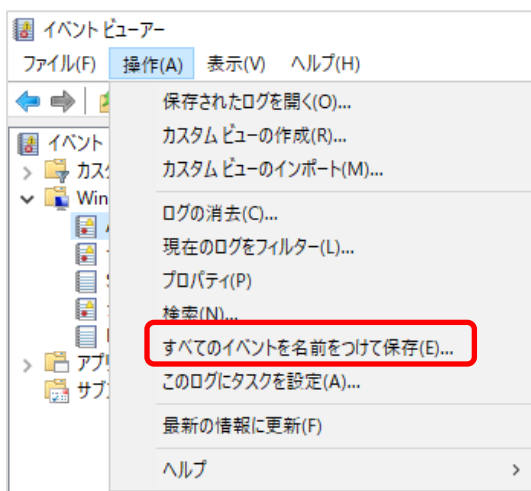 イベント ビューアー
ファイル(F) 操作(A) 表示(V) ヘルプ(H)
保存されたログを開く(O)...
カスタム ビューの作成(R)...
カスタム ビューのインポート(M)...
ログの消去(C)...
現在のログをフィルター(L)...
プロパティ(P)
検索(N)...
すべてのイベントを名前をつけて保存(E)...
このログにタスクを設定(A)...
最新の情報に更新(F)
ヘルプ
イベント
カスタ
Win
アプリ
サブ